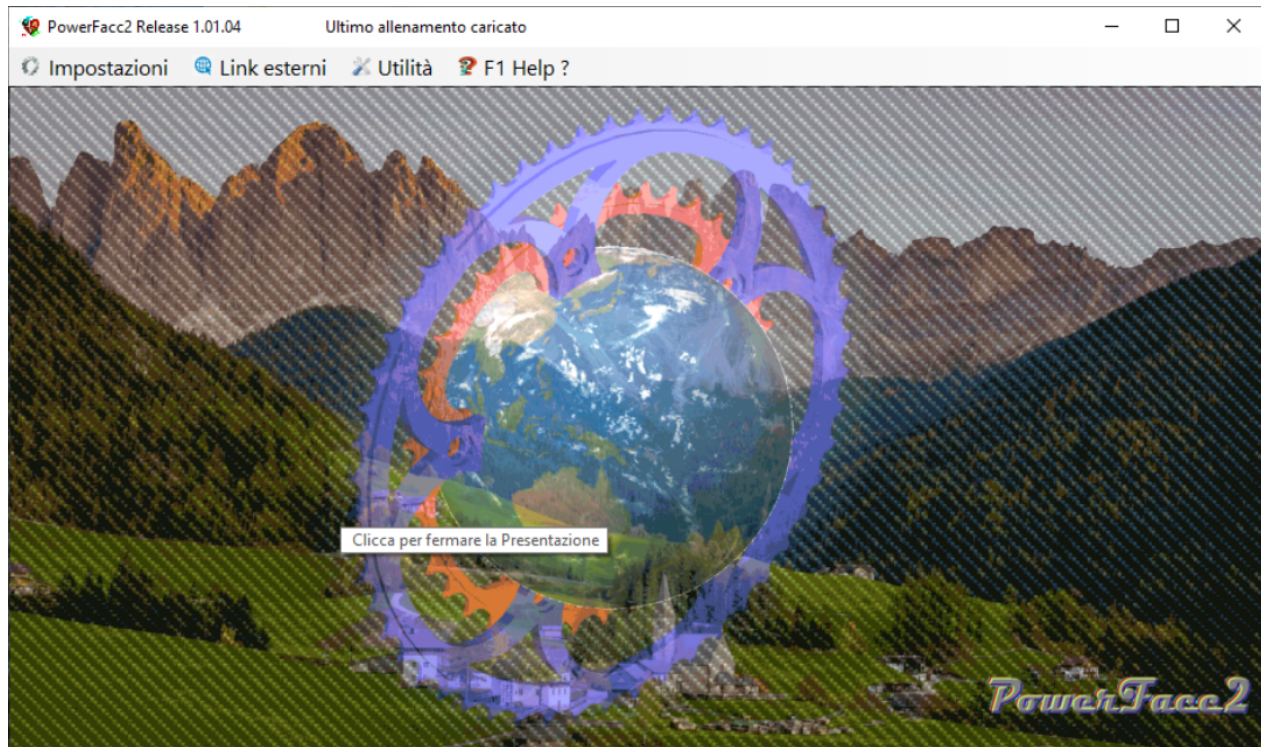 PowerFacc2 Release 1.01.04 Ultimo allenamento caricato
Impostazioni Link esterni Utilità F1 Help ?
Clicca per fermare la Presentazione
PowerFacc2